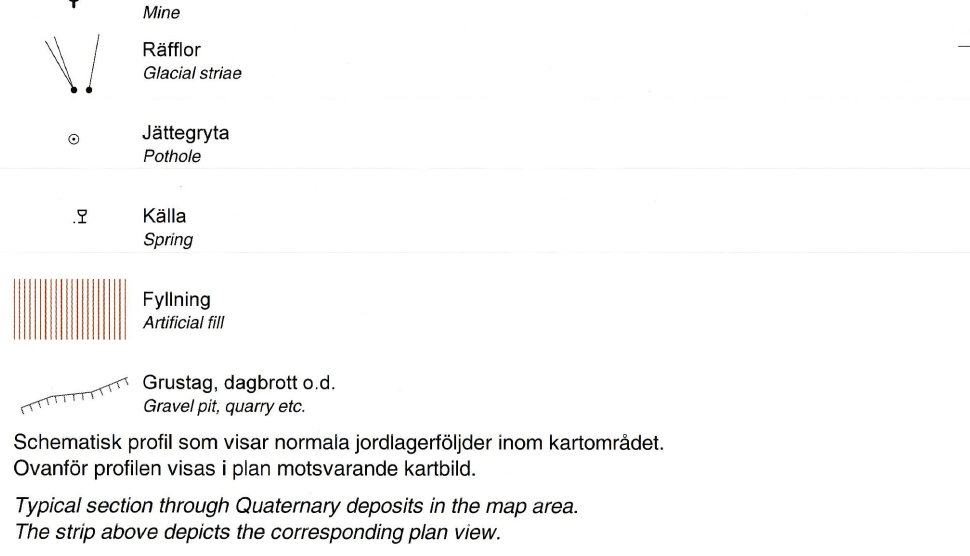 Mine
Räfflor
Glacial striae
Jättegryta
Pothole
Källa
Spring
Fyllning
Artificial fill
Grustag, dagbrott o.d.
Gravel pit, quarry etc.
Schematisk profil som visar normala jordlagerföljder inom kartområdet.
Ovanför profilen visas i plan motsvarande kartbild.
Typical section through Quaternary deposits in the map area.
The strip above depicts the corresponding plan view.